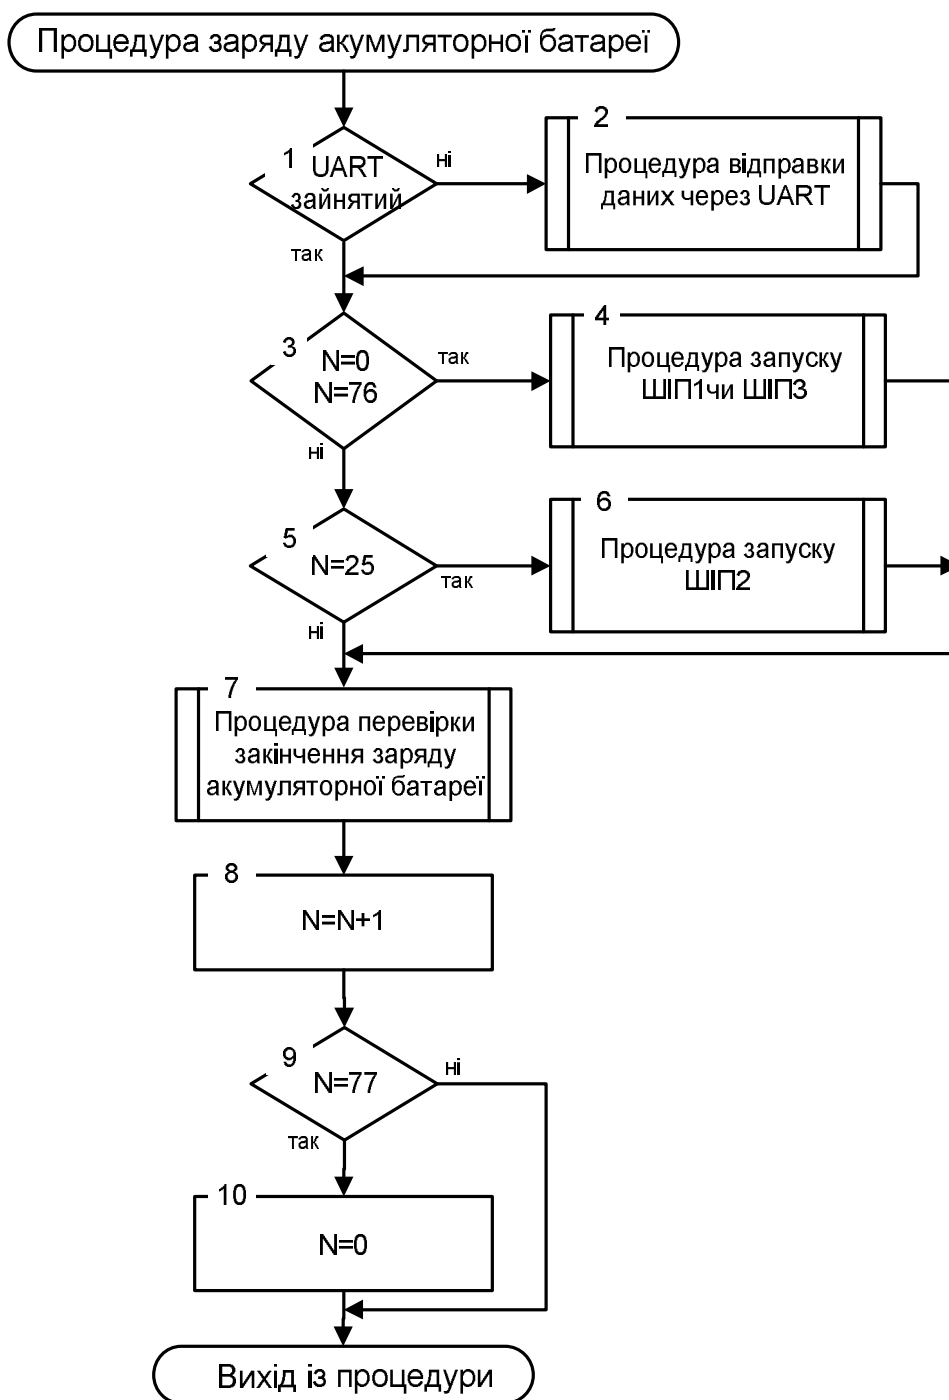 Процедура заряду акумуляторної батареї
1
UART
зайнятий
ні
так
2
Процедура відправки
даних через UART
3
N=0
N=76
так
ні
4
Процедура запуску
ШІП1чи ШІП3
5
N=25
так
ні
6
Процедура запуску
ШІП2
7
Процедура перевірки
закінчення заряду
акумуляторної батареї
8
N=N+1
9
N=77
ні
так
10
N=0
Вихід із процедури